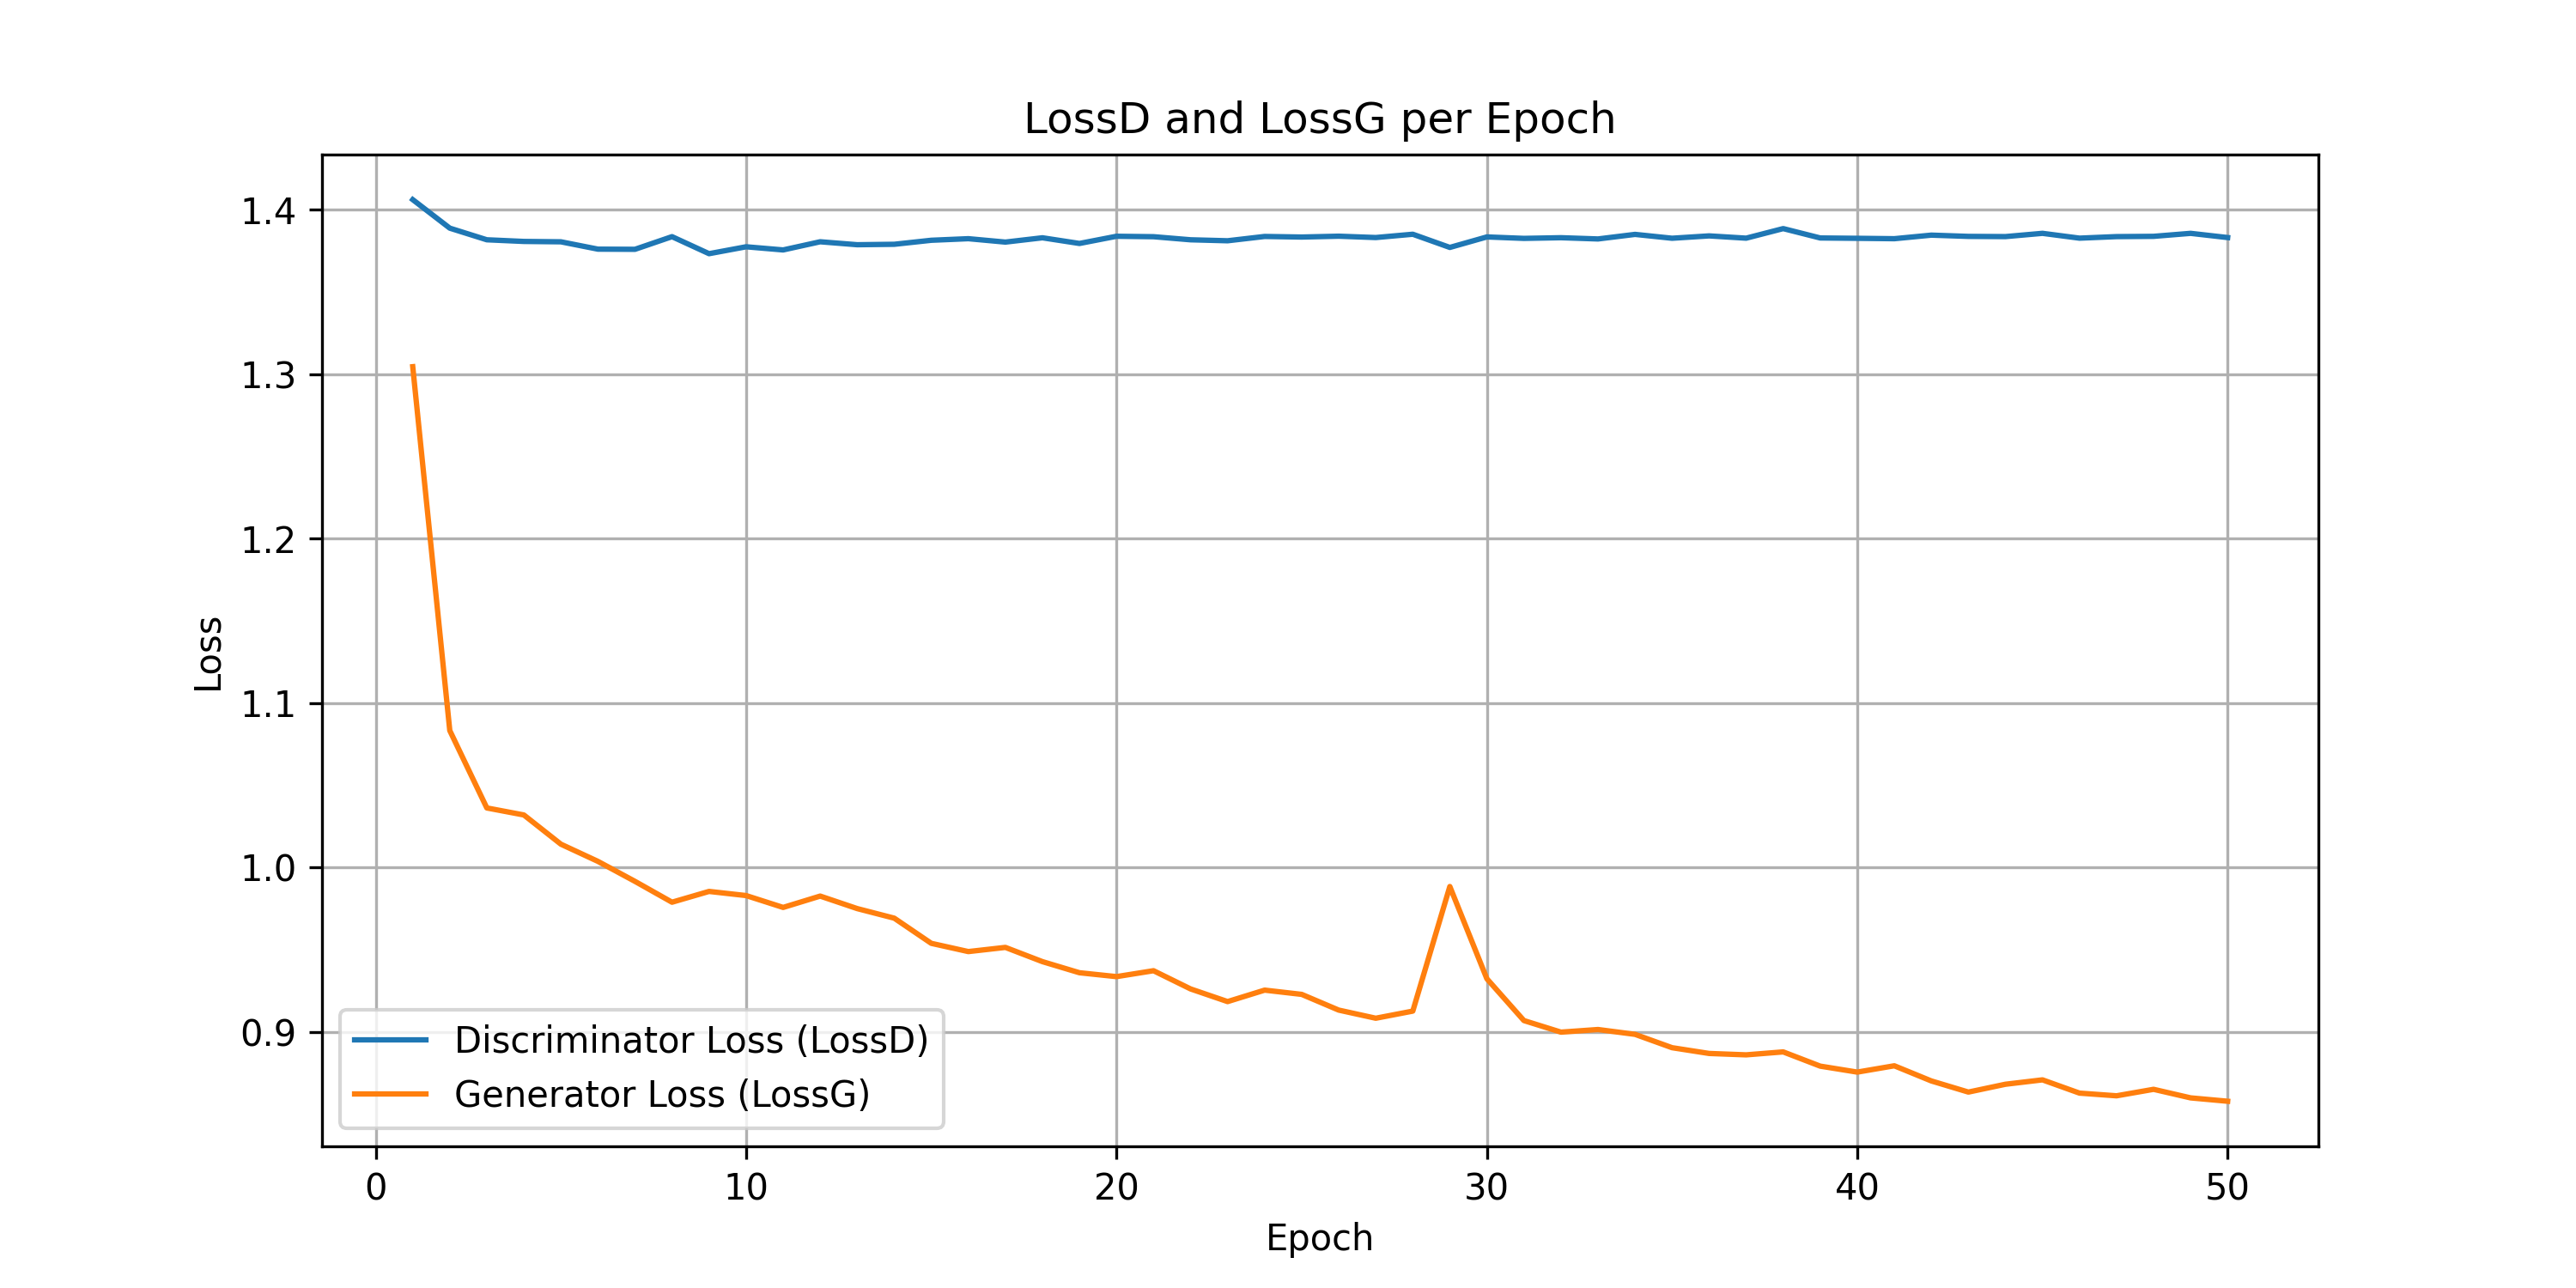 LossD and LossG per Epoch
1.4
1.3
1.2
1.1
1.0
0.9
Loss
Discriminator Loss (LossD)
Generator Loss (LossG)
0 10 20 30 40 50
Epoch